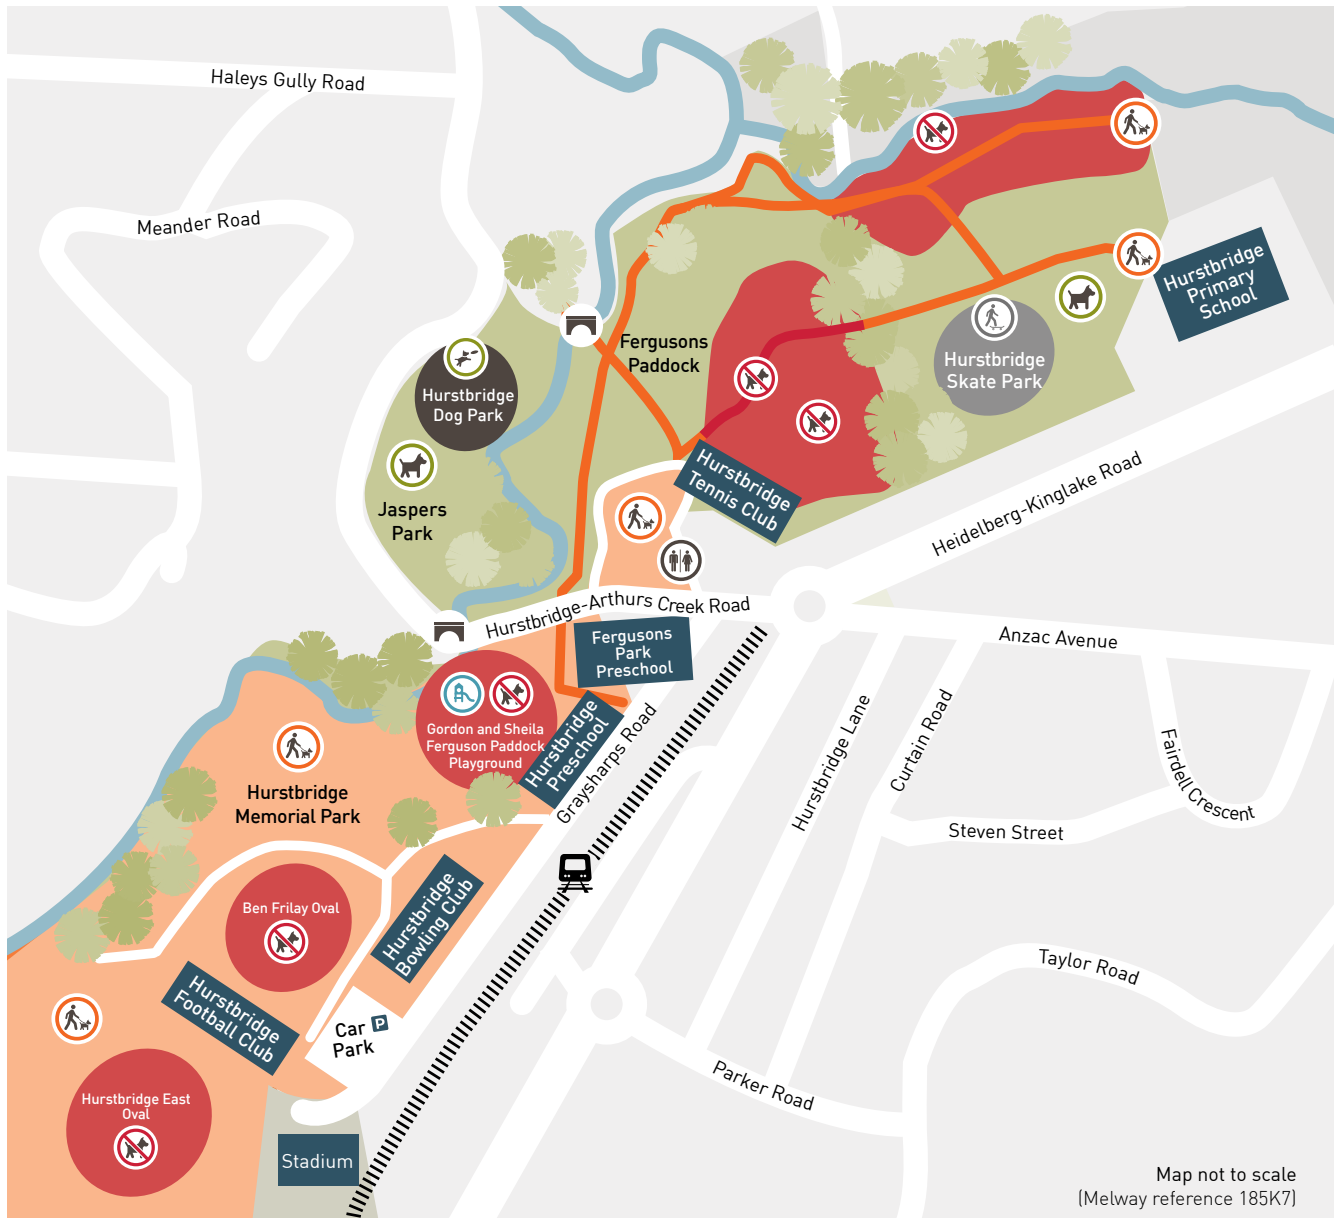 Haleys Gully Road
Meander Road
Hurstbridge
Primary
School
Fergusons
Paddock
Hurstbridge
Skate Park
Hurstbridge
Dog Park
Jaspers
Park
Hurstbridge
Tennis Club
Heidelberg-Kinglake Road
Hurstbridge-Arthurs Creek Road
Anzac Avenue
Fergusons
Park
Preschool
Gordon and Sheila
Ferguson Paddock
Playground
Hurstbridge
Preschool
Graysharps Road
Hurstbridge Lane
Curtain Road
Fairdell Crescent
Steven Street
Hurstbridge
Memorial Park
Ben Frilay Oval
Hurstbridge
Bowling Club
Hurstbridge
Football Club
Car P
Park
Taylor Road
Parker Road
Hurstbridge East
Oval
Stadium
Map not to scale
(Melway reference 185K7)